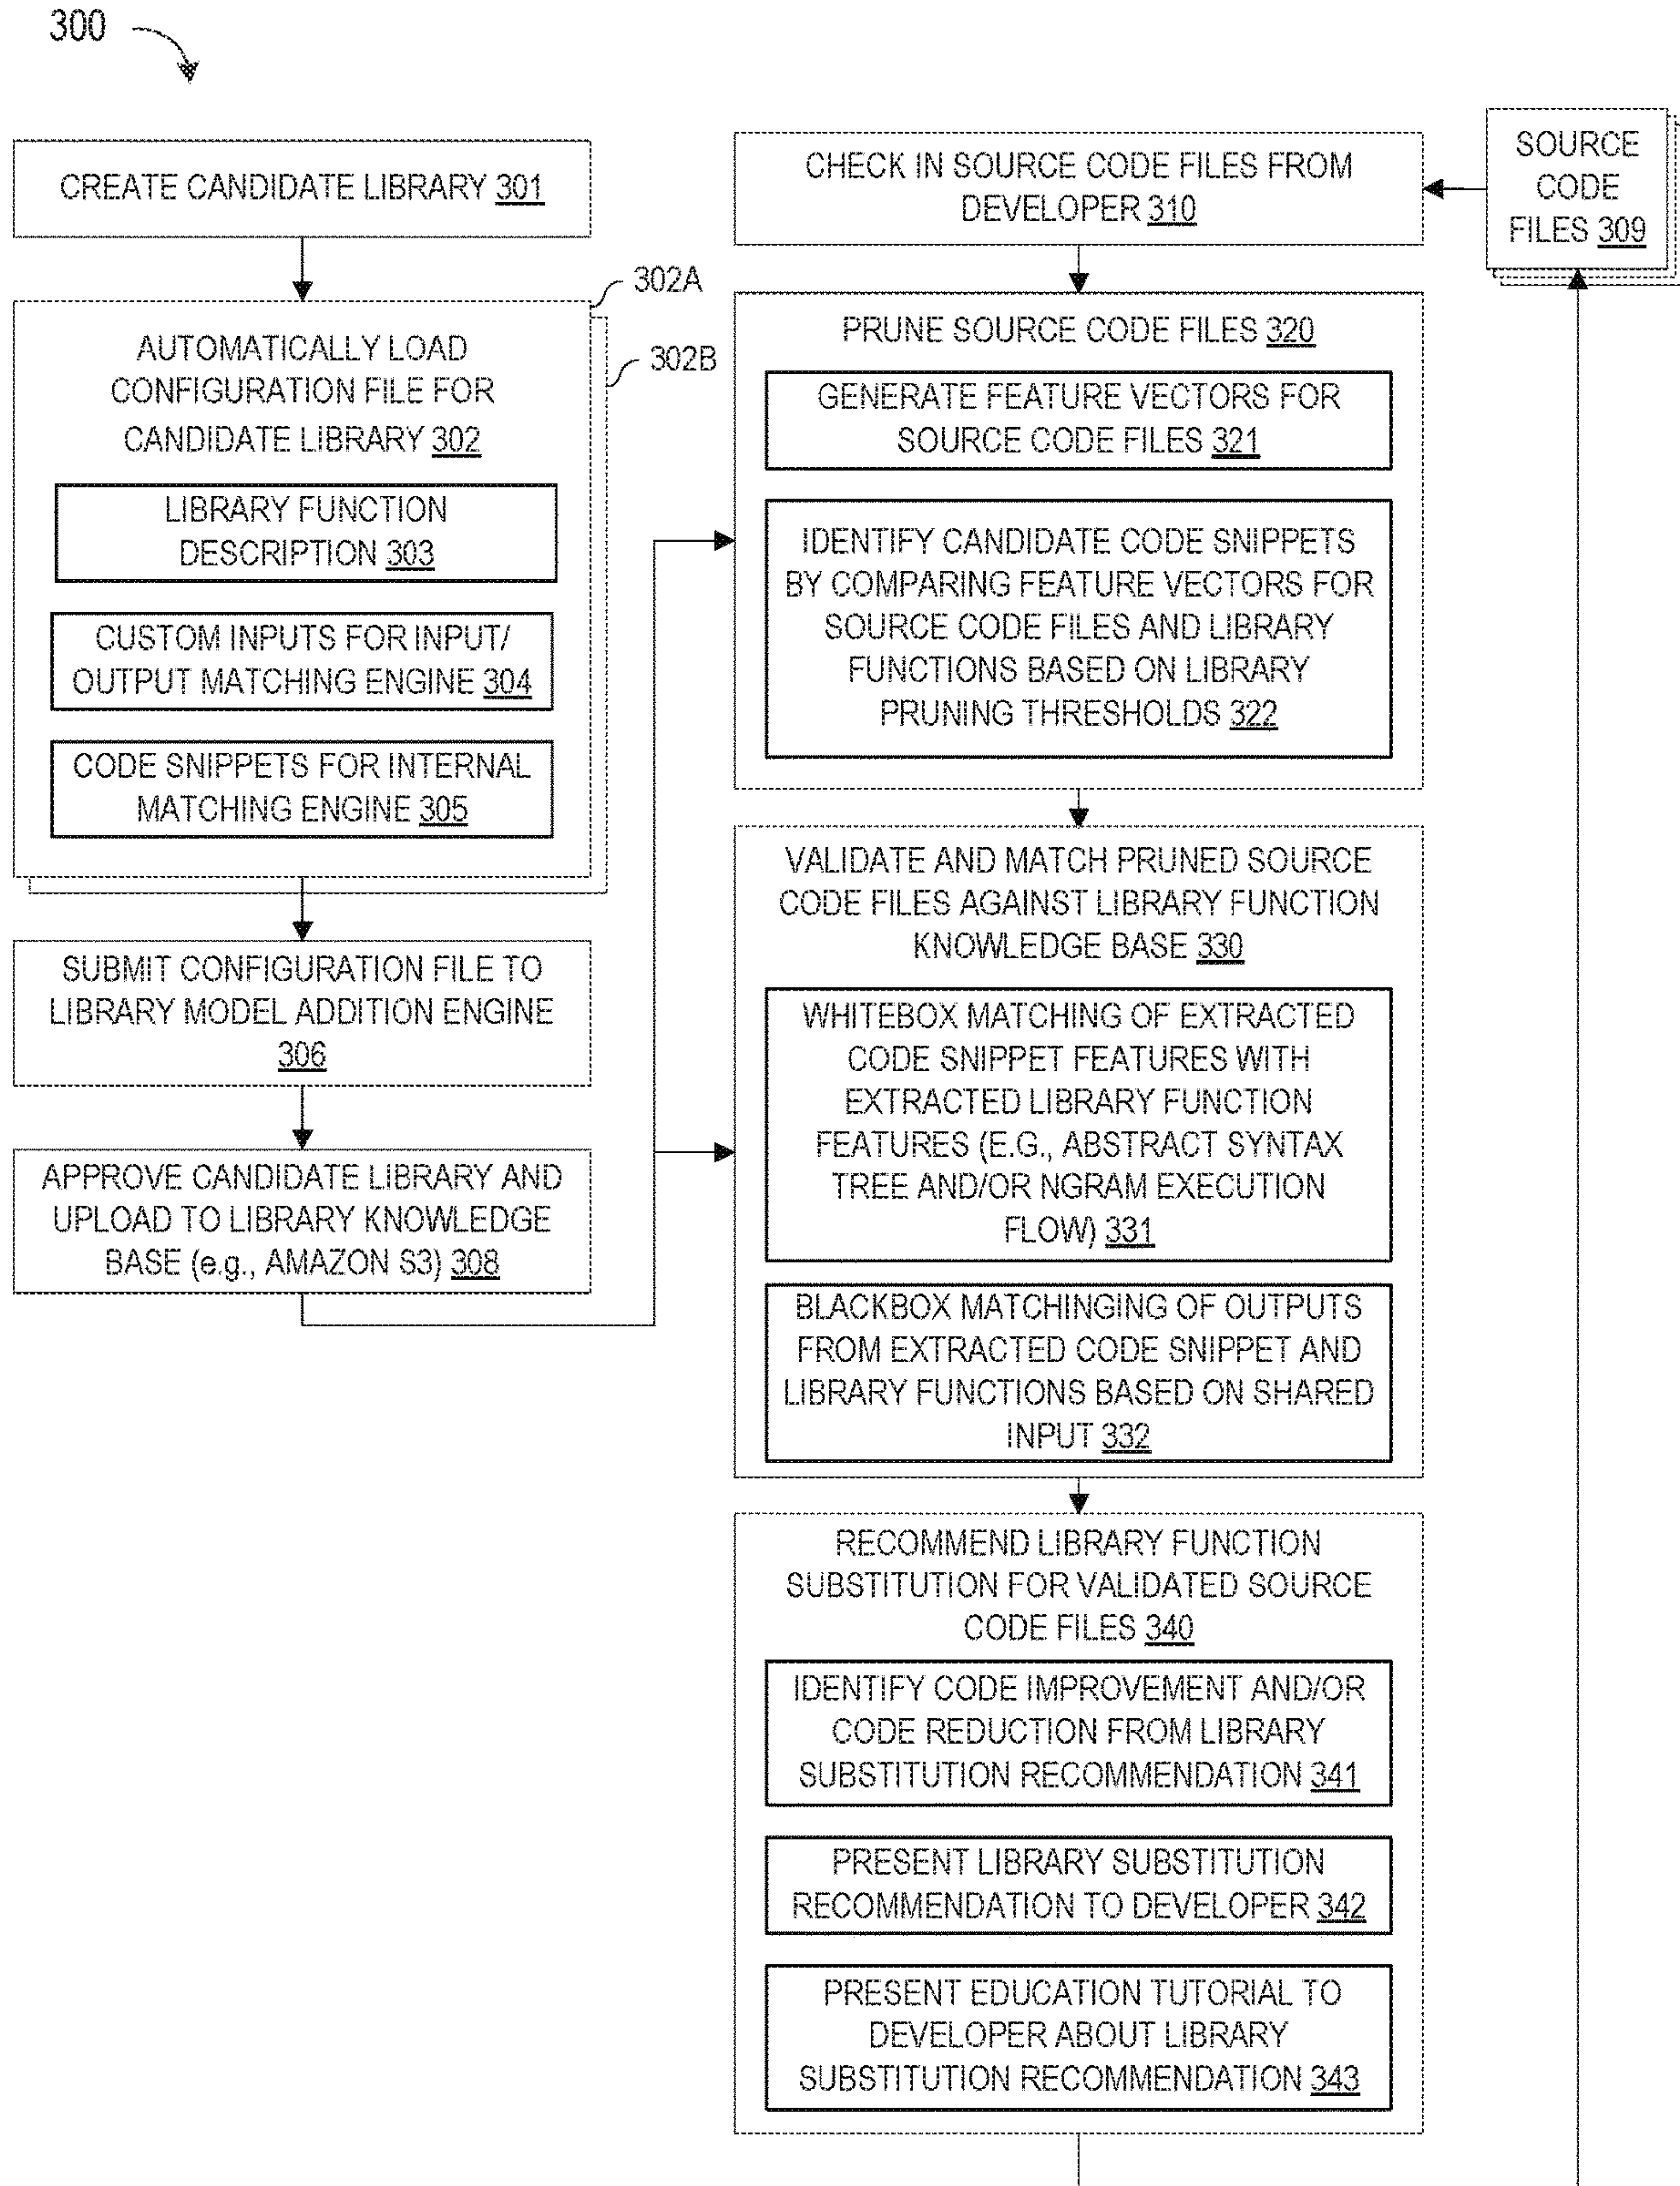 300
CREATE CANDIDATE LIBRARY 301
302A
302B
AUTOMATICALLY LOAD
CONFIGURATION FILE FOR
CANDIDATE LIBRARY 302
LIBRARY FUNCTION
DESCRIPTION 303
CUSTOM INPUTS FOR INPUT/
OUTPUT MATCHING ENGINE 304
CODE SNIPPETS FOR INTERNAL
MATCHING ENGINE 305
SUBMIT CONFIGURATION FILE TO
LIBRARY MODEL ADDITION ENGINE
306
APPROVE CANDIDATE LIBRARY AND
UPLOAD TO LIBRARY KNOWLEDGE
BASE (e.g., AMAZON S3) 308
SOURCE
CODE
FILES 309
CHECK IN SOURCE CODE FILES FROM
DEVELOPER 310
PRUNE SOURCE CODE FILES 320
GENERATE FEATURE VECTORS FOR
SOURCE CODE FILES 321
IDENTIFY CANDIDATE CODE SNIPPETS
BY COMPARING FEATURE VECTORS FOR
SOURCE CODE FILES AND LIBRARY
FUNCTIONS BASED ON LIBRARY
PRUNING THRESHOLDS 322
VALIDATE AND MATCH PRUNED SOURCE
CODE FILES AGAINST LIBRARY FUNCTION
KNOWLEDGE BASE 330
WHITEBOX MATCHING OF EXTRACTED
CODE SNIPPET FEATURES WITH
EXTRACTED LIBRARY FUNCTION
FEATURES (E.G., ABSTRACT SYNTAX
TREE AND/OR NGRAM EXECUTION
FLOW) 331
BLACKBOX MATCHINGING OF OUTPUTS
FROM EXTRACTED CODE SNIPPET AND
LIBRARY FUNCTIONS BASED ON SHARED
INPUT 332
RECOMMEND LIBRARY FUNCTION
SUBSTITUTION FOR VALIDATED SOURCE
CODE FILES 340
IDENTIFY CODE IMPROVEMENT AND/OR
CODE REDUCTION FROM LIBRARY
SUBSTITUTION RECOMMENDATION 341
PRESENT LIBRARY SUBSTITUTION
RECOMMENDATION TO DEVELOPER 342
PRESENT EDUCATION TUTORIAL TO
DEVELOPER ABOUT LIBRARY
SUBSTITUTION RECOMMENDATION 343